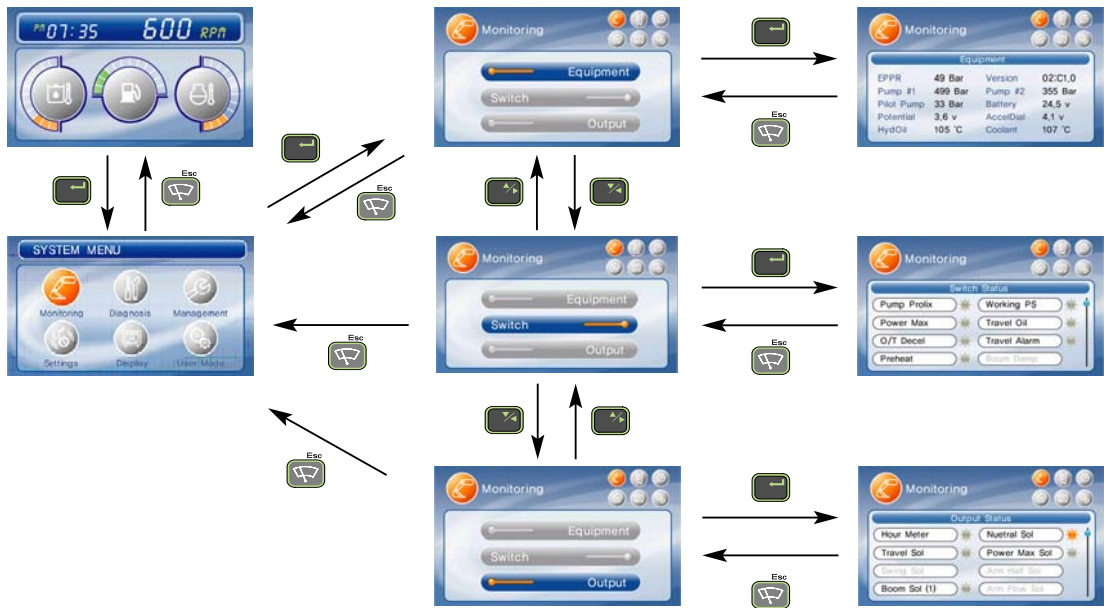 PM 07:35 600 RPM
Esc
SYSTEM MENU
Monitoring Diagnosis Management
Settings Display User Mode
Esc
Monitoring
Equipment
Switch
Output
Esc
Monitoring
Equipment
EPPR 49 Bar Version 02:C1,0
Pump #1 499 Bar Pump #2 355 Bar
Pilot Pump 33 Bar Battery 24,5 v
Potential 3,6 v AccelDial 4,1 v
HydOil 105 °C Coolant 107 °C
Monitoring
Equipment
Switch
Output
Esc
Esc
Monitoring
Switch Status
Pump Prolix Working PS
Power Max Travel Oil
O/T Decel Travel Alarm
Preheat Boom Damp
Esc
Monitoring
Equipment
Switch
Output
Esc
Monitoring
Output Status
Hour Meter Nuetral Sol
Travel Sol Power Max Sol
Swing Sol Arm Half Sol
Boom Sol (1) Arm Flow Sol